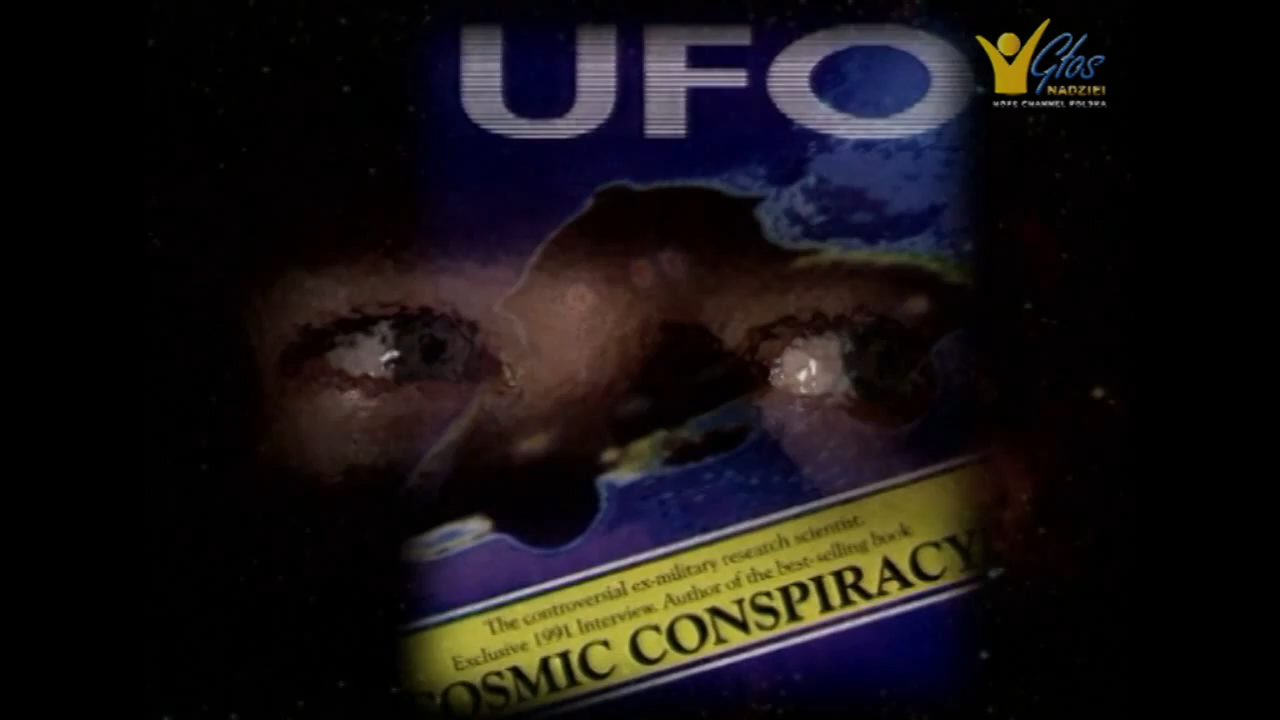 UFO
Głos
NADZIEI
HOPE CHANNEL POLSKA
The controversial ex-military research scientist.
Exclusive 1991 Interview. Author of the best-selling book
COSMIC CONSPIRACY